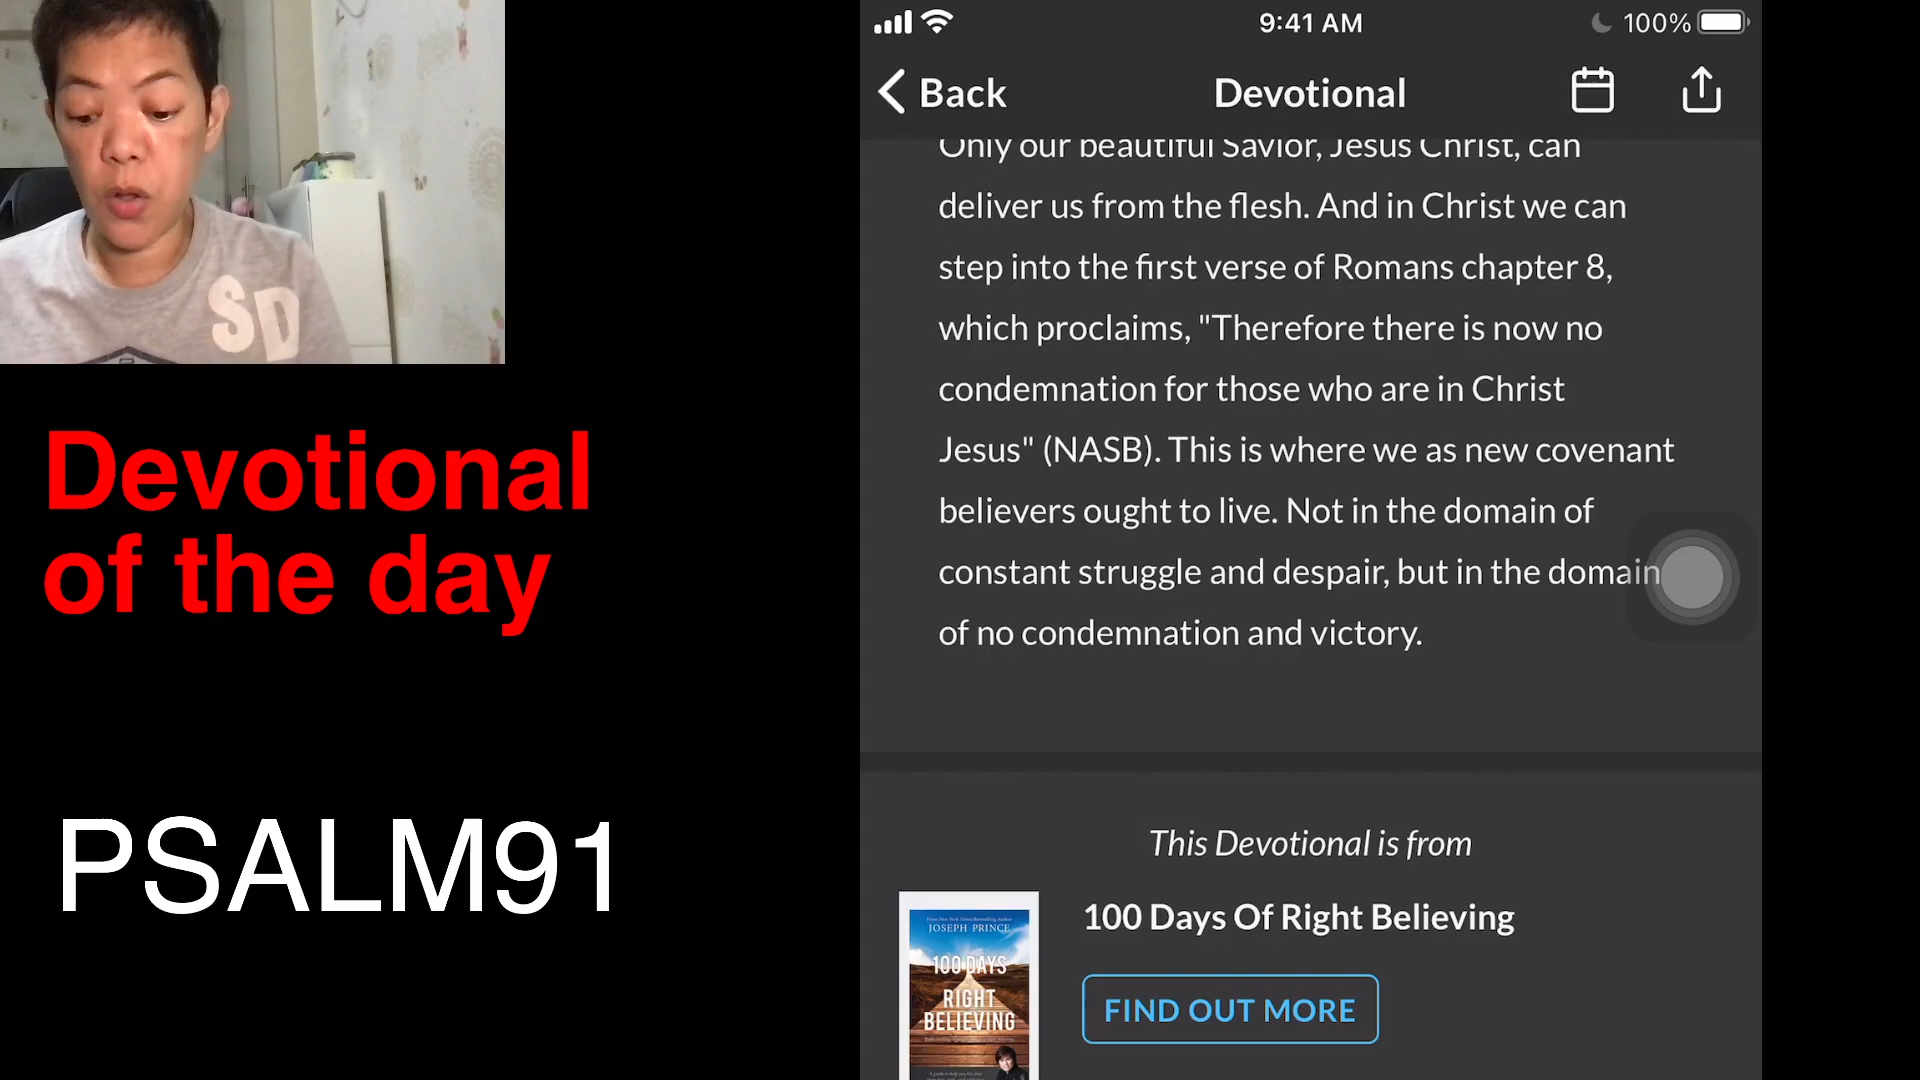 SD
Devotional
of the day
PSALM91
9:41 AM
100%
Back
Devotional
Only our beautiful Savior, Jesus Christ, can
deliver us from the flesh. And in Christ we can
step into the first verse of Romans chapter 8,
which proclaims, "Therefore there is now no
condemnation for those who are in Christ
Jesus" (NASB). This is where we as new covenant
believers ought to live. Not in the domain of
constant struggle and despair, but in the domain
of no condemnation and victory.
This Devotional is from
100 Days Of Right Believing
FIND OUT MORE
JOSEPH PRINCE
100 DAYS
RIGHT
BELIEVING